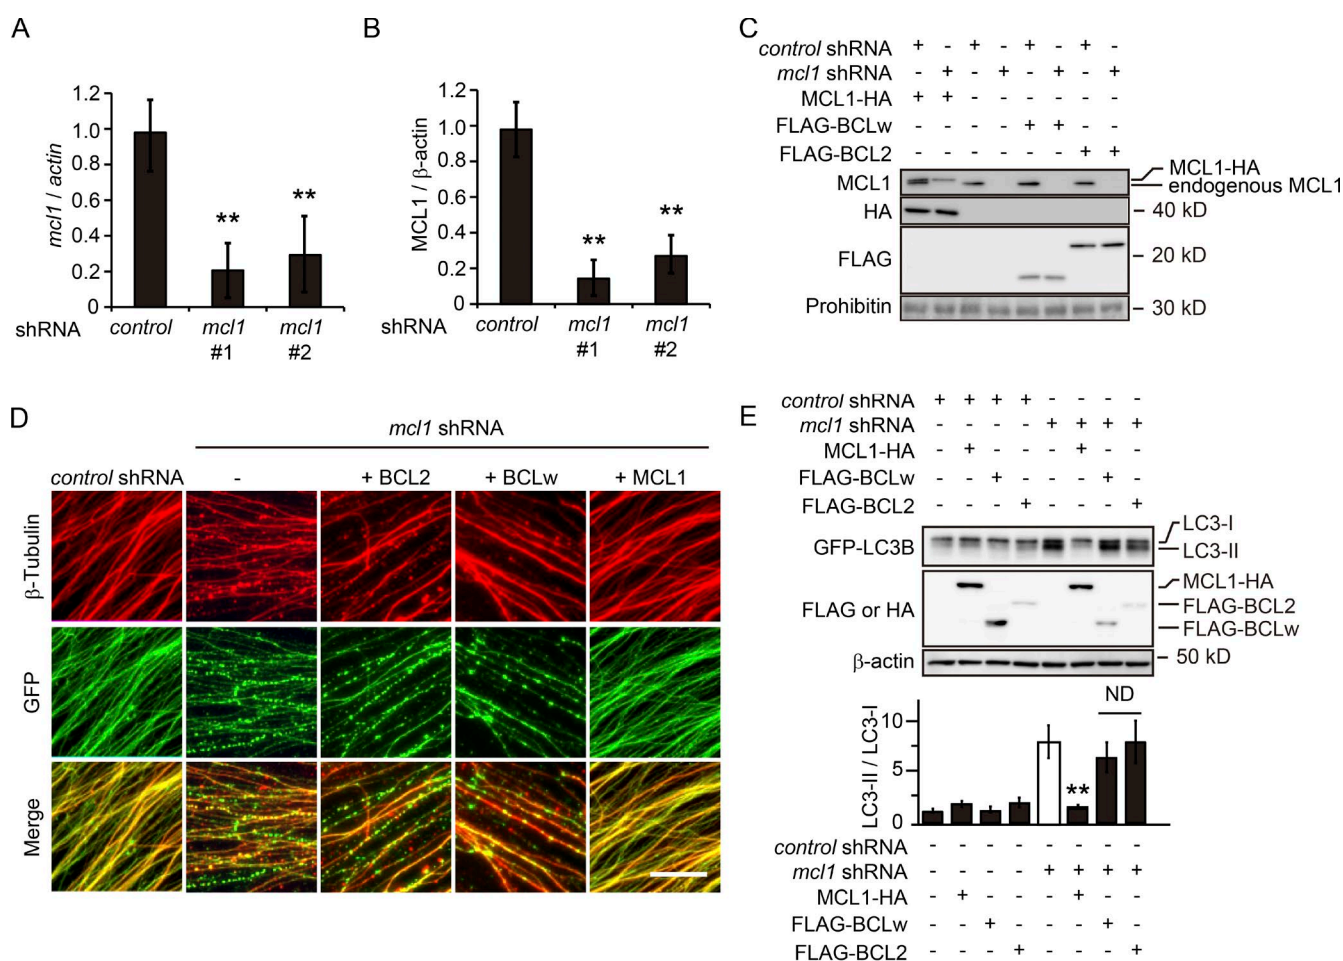 A
1.2
1.0
0.8
0.6
0.4
0.2
0
mcl1 / actin
**
**
shRNA
control
mcl1 #1
mcl1 #2
B
1.2
1.0
0.8
0.6
0.4
0.2
0
MCL1 / β-actin
**
**
shRNA
control
mcl1 #1
mcl1 #2
C
control shRNA + - + - + - + -
mcl1 shRNA - + - + - + - +
MCL1-HA + + - - - - - -
FLAG-BCLw - - - - + + - -
FLAG-BCL2 - - - - - - + +
MCL1
MCL1-HA
endogenous MCL1
HA
40 kD
FLAG
20 kD
Prohibitin
30 kD
D
mcl1 shRNA
control shRNA - + BCL2 + BCLw + MCL1
β-Tubulin
GFP
Merge
E
control shRNA + + + + - - - -
mcl1 shRNA - - - - + + + +
MCL1-HA - + - - - + - -
FLAG-BCLw - - + - - - + -
FLAG-BCL2 - - - + - - - +
GFP-LC3B
LC3-I
LC3-II
FLAG or HA
MCL1-HA
FLAG-BCL2
FLAG-BCLw
β-actin
50 kD
LC3-II / LC3-I
10
5
0
**
ND
control shRNA
mcl1 shRNA - - - - + + + +
MCL1-HA - + - - - + - -
FLAG-BCLw - - + - - - + -
FLAG-BCL2 - - - + - - - +